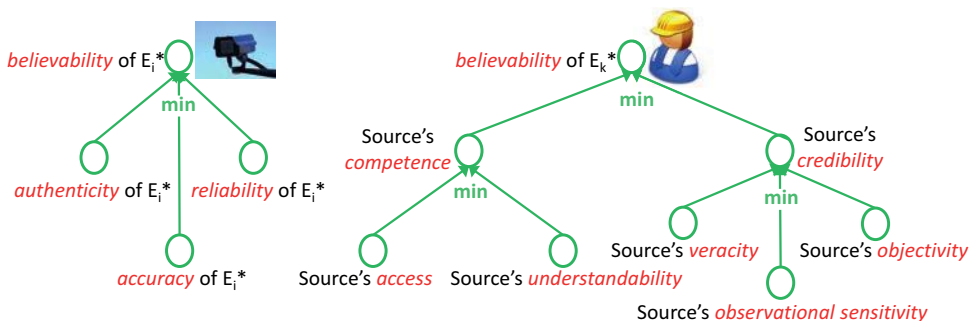 believability of Ei*
min
authenticity of Ei*
reliability of Ei*
accuracy of Ei*
believability of Ek*
min
Source's
competence
Source's
credibility
min
min
Source's access
Source's understandability
Source's veracity
Source's objectivity
Source's observational sensitivity